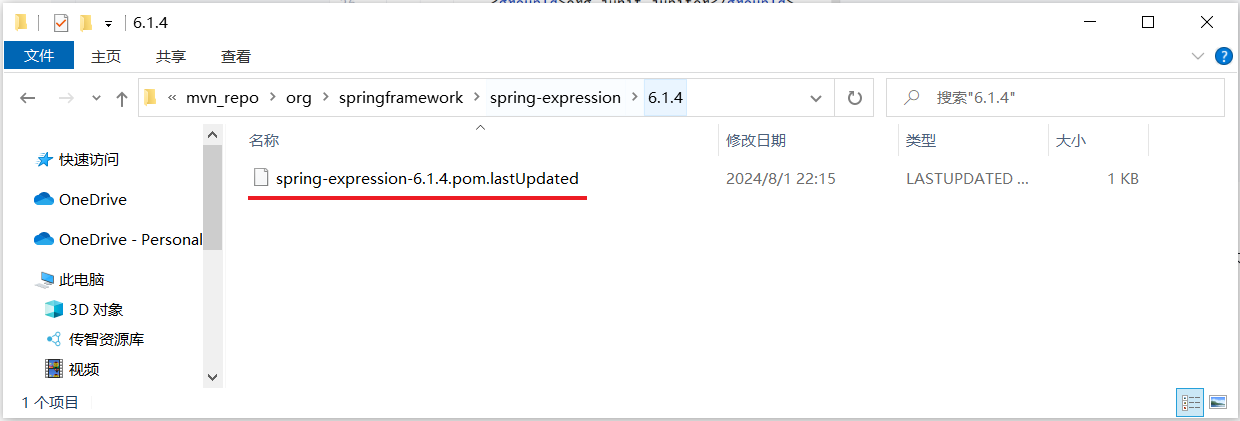 6.1.4
文件 主页 共享 查看
« mvn_repo > org > springframework > spring-expression > 6.1.4
搜索"6.1.4"
名称 修改日期 类型 大小
spring-expression-6.1.4.pom.lastUpdated 2024/8/1 22:15 LASTUPDATED ... 1 KB
快速访问
OneDrive
OneDrive - Personal
此电脑
3D 对象
传智资源库
视频
1 个项目